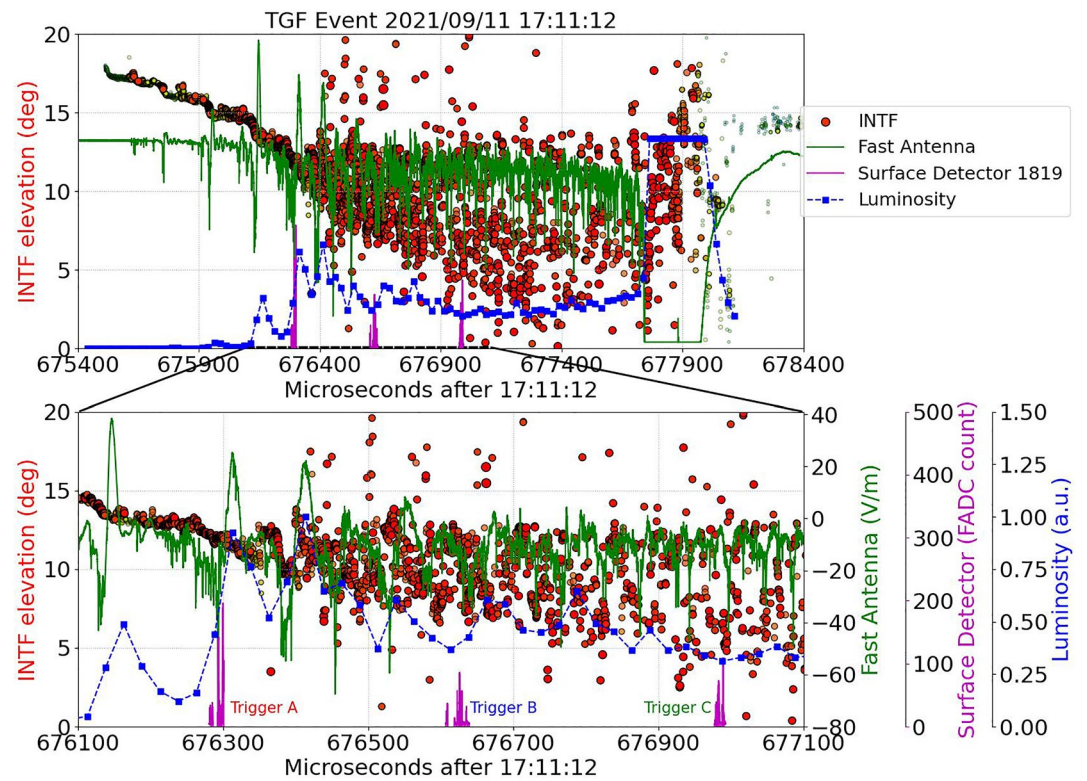 TGF Event 2021/09/11 17:11:12
INTF elevation (deg)
20
15
10
5
0
675400 675900 676400 676900 677400 677900 678400
Microseconds after 17:11:12
INTF
Fast Antenna
Surface Detector 1819
Luminosity
INTF elevation (deg)
20
15
10
5
0
Trigger A
Trigger B
Trigger C
676100 676300 676500 676700 676900 677100
Microseconds after 17:11:12
40
20
0
−20
−40
−60
−80
Fast Antenna (V/m)
500
400
300
200
100
0
Surface Detector (FADC count)
1.50
1.25
1.00
0.75
0.50
0.25
0.00
Luminosity (a.u.)